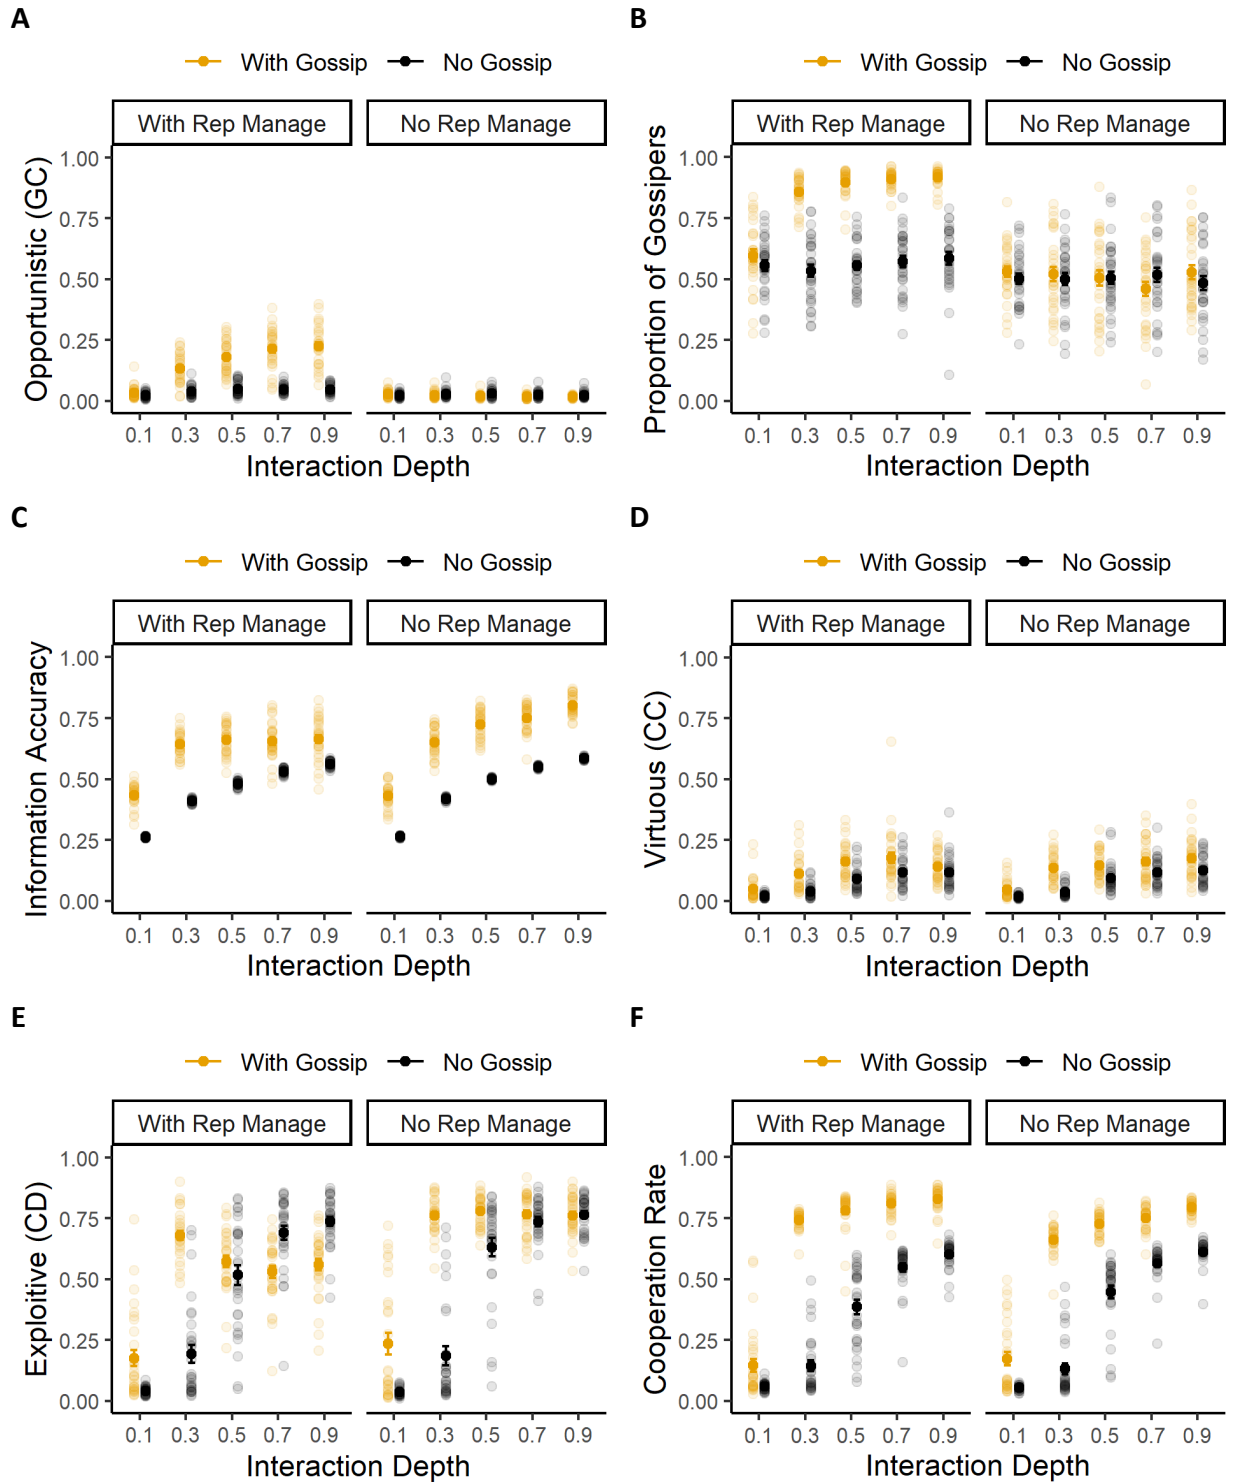 A
With Gossip No Gossip
With Rep Manage No Rep Manage
Opportunistic (GC)
1.00
0.75
0.50
0.25
0.00
0.1 0.3 0.5 0.7 0.9 0.1 0.3 0.5 0.7 0.9
Interaction Depth
B
With Gossip No Gossip
With Rep Manage No Rep Manage
Proportion of Gossipers
1.00
0.75
0.50
0.25
0.00
0.1 0.3 0.5 0.7 0.9 0.1 0.3 0.5 0.7 0.9
Interaction Depth
C
With Gossip No Gossip
With Rep Manage No Rep Manage
Information Accuracy
1.00
0.75
0.50
0.25
0.00
0.1 0.3 0.5 0.7 0.9 0.1 0.3 0.5 0.7 0.9
Interaction Depth
D
With Gossip No Gossip
With Rep Manage No Rep Manage
Virtuous (CC)
1.00
0.75
0.50
0.25
0.00
0.1 0.3 0.5 0.7 0.9 0.1 0.3 0.5 0.7 0.9
Interaction Depth
E
With Gossip No Gossip
With Rep Manage No Rep Manage
Exploitive (CD)
1.00
0.75
0.50
0.25
0.00
0.1 0.3 0.5 0.7 0.9 0.1 0.3 0.5 0.7 0.9
Interaction Depth
F
With Gossip No Gossip
With Rep Manage No Rep Manage
Cooperation Rate
1.00
0.75
0.50
0.25
0.00
0.1 0.3 0.5 0.7 0.9 0.1 0.3 0.5 0.7 0.9
Interaction Depth